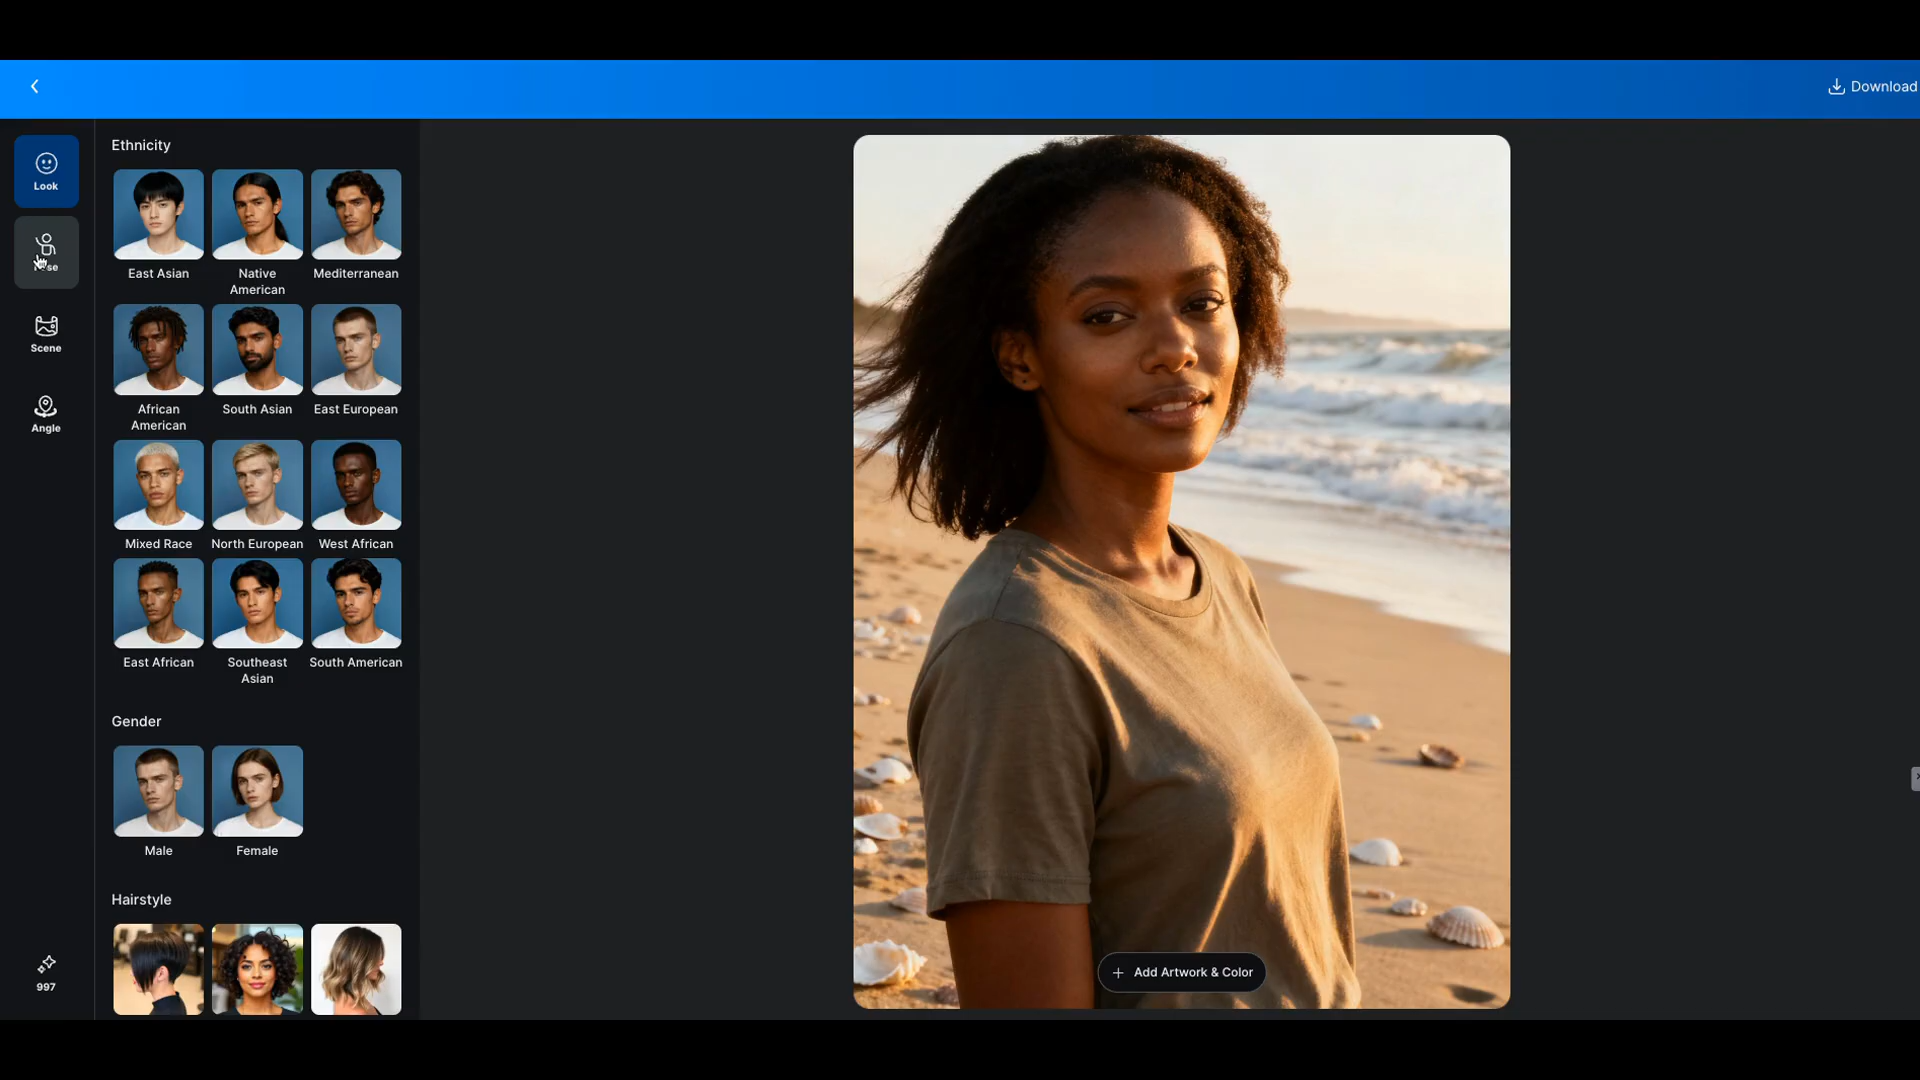 Download
Look
Ethnicity
East Asian
Native
American
Mediterranean
Scene
African
American
South Asian
East European
Angle
Mixed Race
North European
West African
East African
Southeast
Asian
South American
Gender
Male
Female
Hairstyle
997
+ Add Artwork & Color